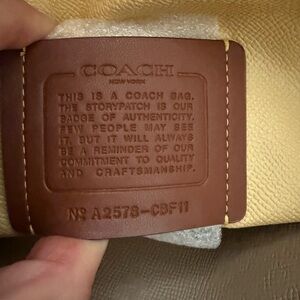 COACH
NEW YORK
THIS IS A COACH BAG.
THE STORYPATCH IS OUR
BADGE OF AUTHENTICITY.
FEW PEOPLE MAY SEE
IT. BUT IT WILL ALWAYS
BE A REMINDER OF OUR
COMMITMENT TO QUALITY
AND CRAFTSMANSHIP.
Nº A2578-CBF11